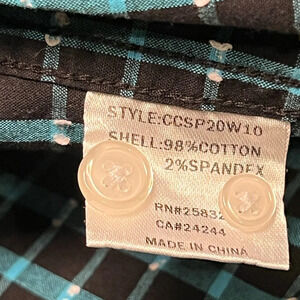 STYLE:CCSP20W10
SHELL:98%COTTON
2%SPANDEX
RN#25832
CA#24244
MADE IN CHINA